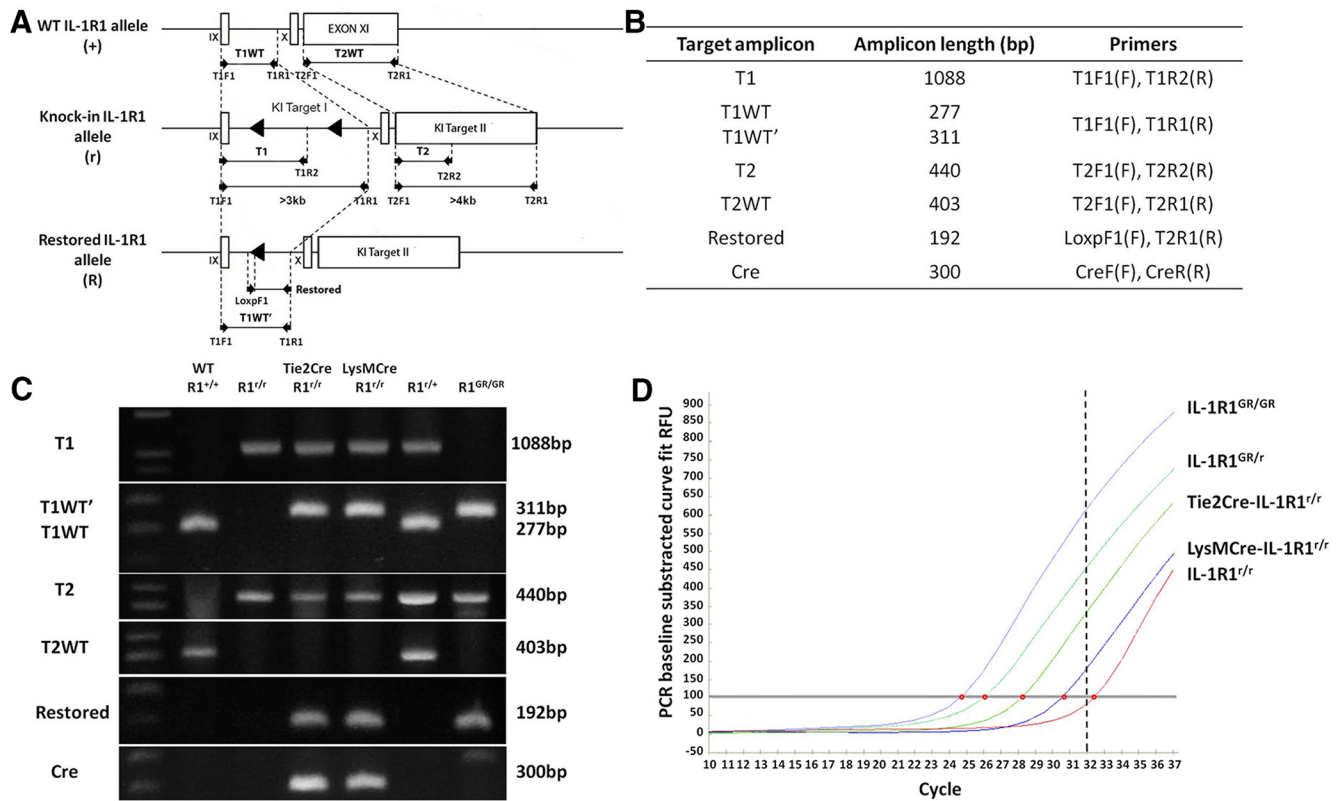 A
WT IL-1R1 allele
(+)
IX
X
EXON XI
T1WT
T2WT
T1F1
T1R1
T2F1
T2R1
Knock-in IL-1R1
allele
(r)
KI Target I
IX
X
KI Target II
T1
T2
T1R2
T2R2
T1F1
>3kb
T1R1
T2F1
>4kb
T2R1
Restored IL-1R1
allele
(R)
IX
X
KI Target II
LoxpF1
Restored
T1WT'
T1F1
T1R1
B
Target amplicon Amplicon length (bp) Primers
T1 1088 T1F1(F), T1R2(R)
T1WT 277
T1F1(F), T1R1(R)
T1WT' 311
T2 440 T2F1(F), T2R2(R)
T2WT 403 T2F1(F), T2R1(R)
Restored 192 LoxpF1(F), T2R1(R)
Cre 300 CreF(F), CreR(R)
C
WT Tie2Cre LysMCre
R1+/+ R1r/r R1r/r R1r/r R1r/+ R1GR/GR
T1 1088bp
T1WT' 311bp
T1WT 277bp
T2 440bp
T2WT 403bp
Restored 192bp
Cre 300bp
D
PCR baseline substracted curve fit RFU
900
850
800
750
700
650
600
550
500
450
400
350
300
250
200
150
100
50
0
-50
10 11 12 13 14 15 16 17 18 19 20 21 22 23 24 25 26 27 28 29 30 31 32 33 34 35 36 37
Cycle
IL-1R1GR/GR
IL-1R1GR/r
Tie2Cre-IL-1R1r/r
LysMCre-IL-1R1r/r
IL-1R1r/r